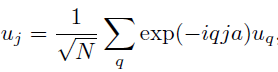 u_j = \frac{1}{\sqrt{N}} \sum_q \exp(-iqja) u_q.